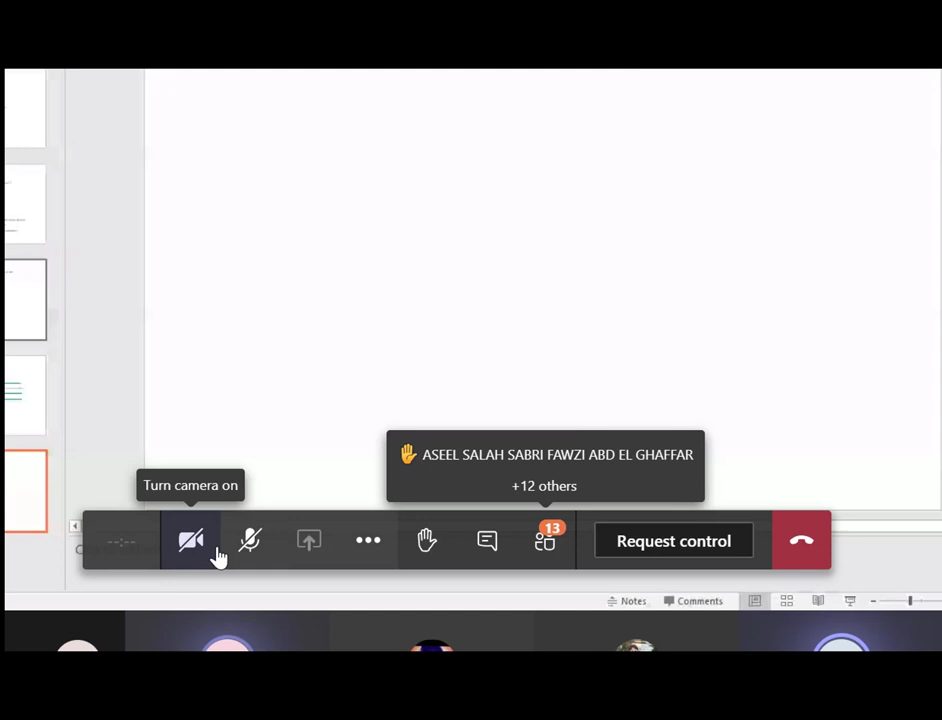 ASEEL SALAH SABRI FAWZI ABD EL GHAFFAR
+12 others
Turn camera on
--:--
13
Request control
Notes
Comments